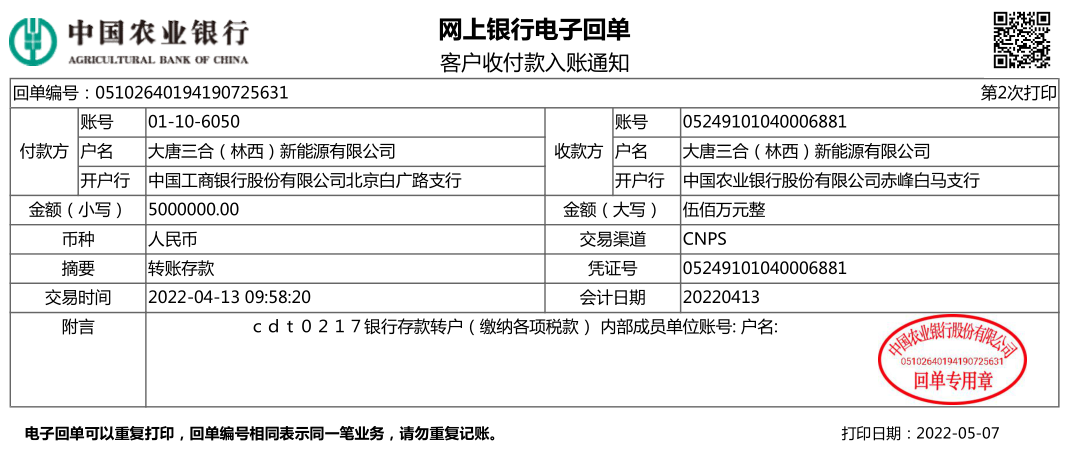 中国农业银行
AGRICULTURAL BANK OF CHINA
网上银行电子回单
客户收付款入账通知
回单编号：05102640194190725631 第2次打印
付款方 账号 01-10-6050 收款方 账号 05249101040006881
户名 大唐三合（林西）新能源有限公司 户名 大唐三合（林西）新能源有限公司
开户行 中国工商银行股份有限公司北京白广路支行 开户行 中国农业银行股份有限公司赤峰白马支行
金额（小写） 5000000.00 金额（大写） 伍佰万元整
币种 人民币 交易渠道 CNPS
摘要 转账存款 凭证号 05249101040006881
交易时间 2022-04-13 09:58:20 会计日期 20220413
附言 ｃｄｔ０２１７银行存款转户（缴纳各项税款） 内部成员单位账号: 户名:
中国农业银行股份有限公司
05102640194190725631
回单专用章
电子回单可以重复打印，回单编号相同表示同一笔业务，请勿重复记账。 打印日期：2022-05-07